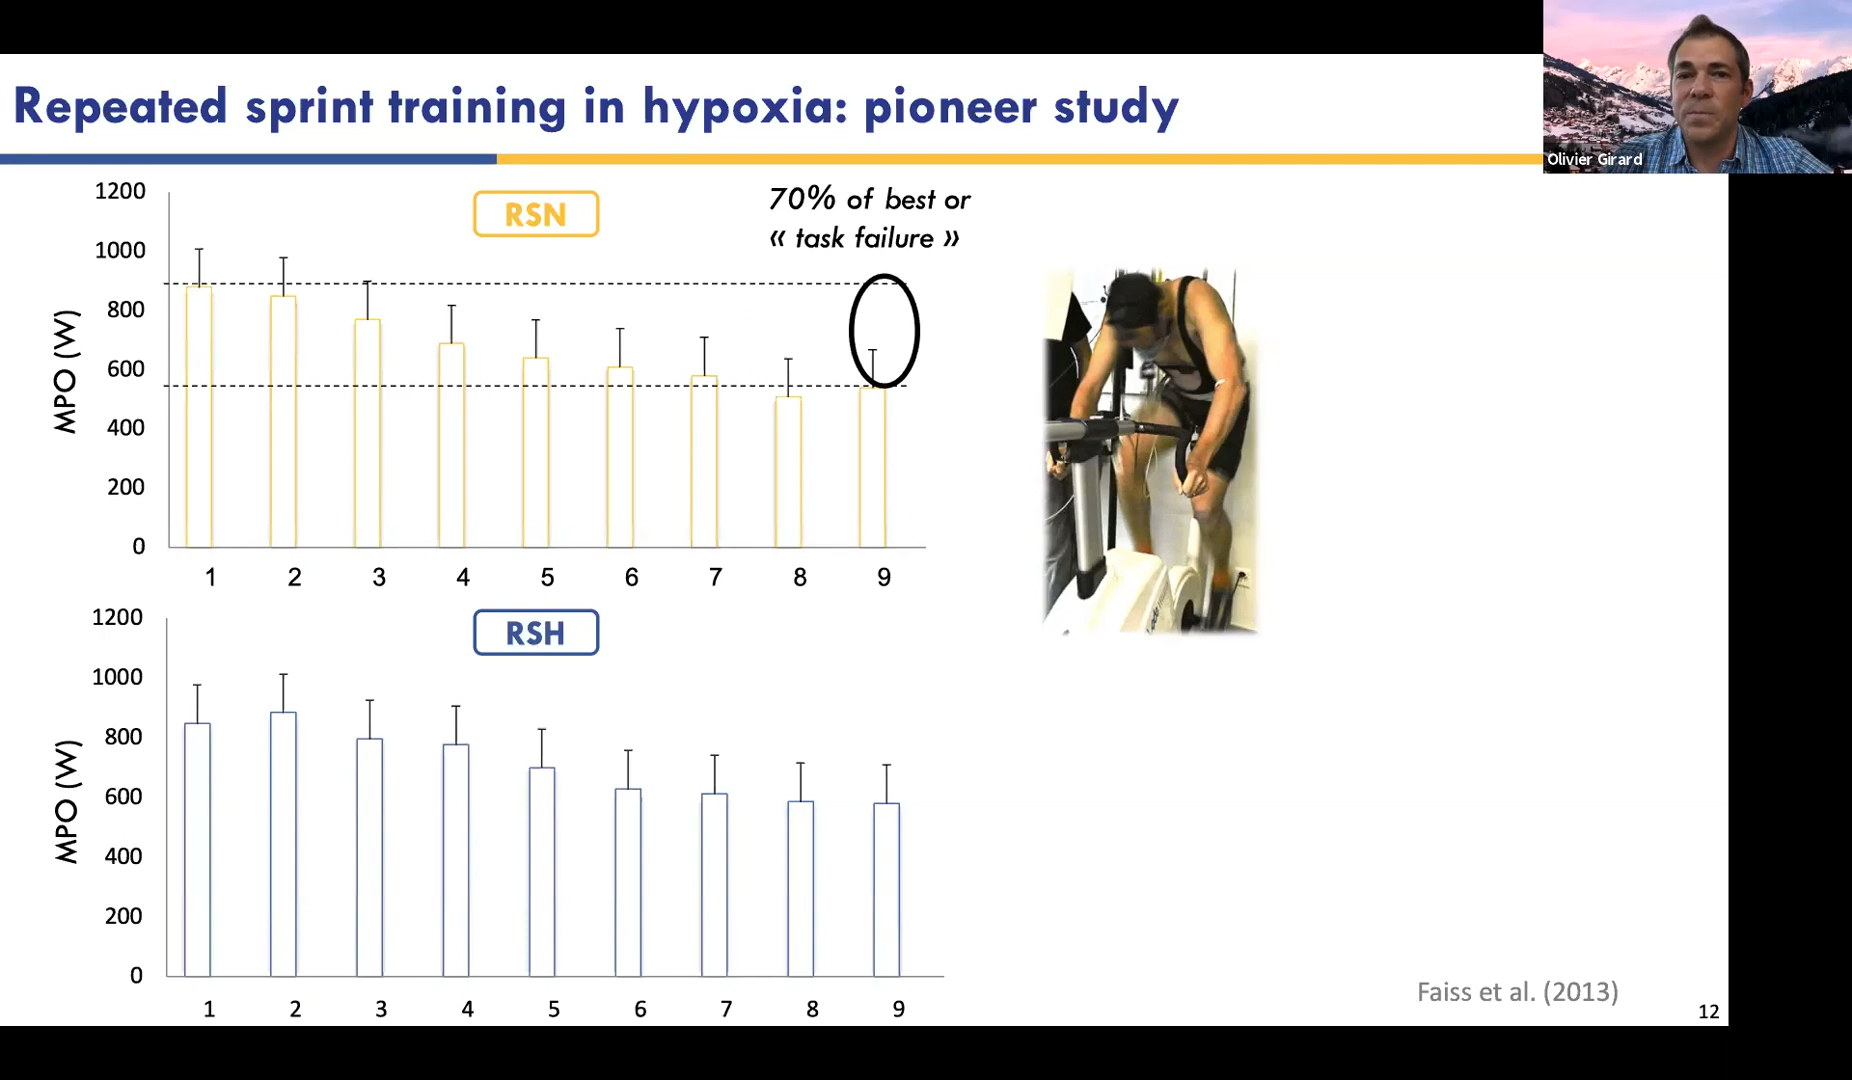 Repeated sprint training in hypoxia: pioneer study
Olivier Girard
RSN
70% of best or
« task failure »
MPO (W)
1200
1000
800
600
400
200
0
1 2 3 4 5 6 7 8 9
RSH
MPO (W)
1200
1000
800
600
400
200
0
1 2 3 4 5 6 7 8 9
Faiss et al. (2013)
12